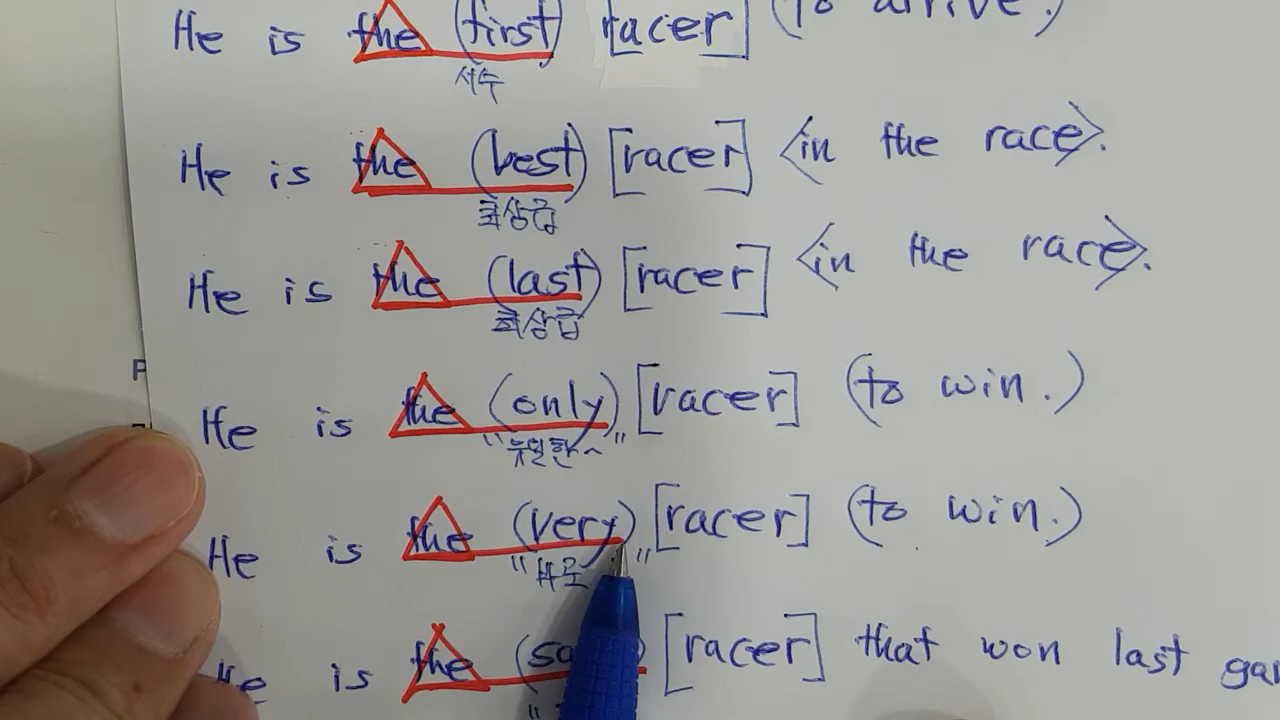 He is the (first) [racer] (to arrive.)
서수
He is the (best) [racer] <in the race>.
최상급
He is the (last) [racer] <in the race>.
최상급
He is the (only) [racer] (to win.)
"유일한~"
P
He is the (very) [racer] (to win.)
"바로"
He is the [racer] that won last